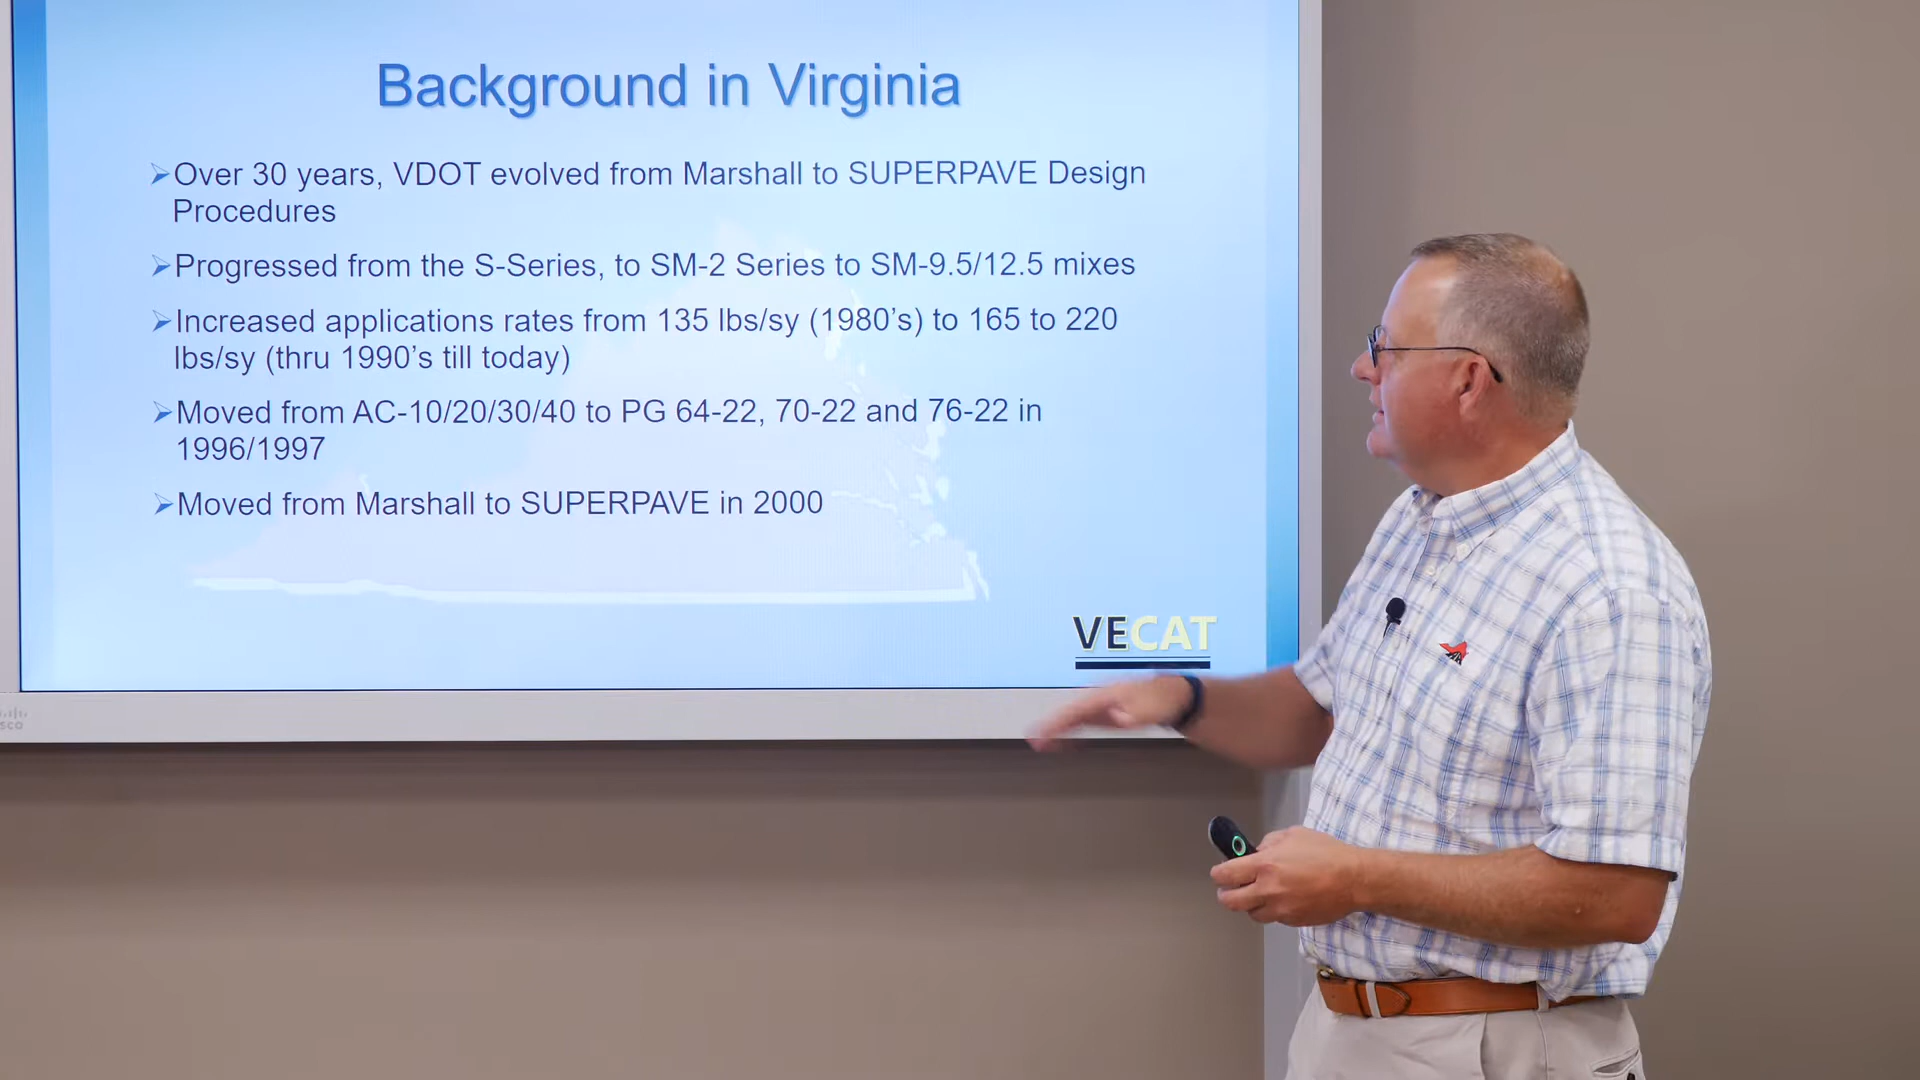 Background in Virginia
Over 30 years, VDOT evolved from Marshall to SUPERPAVE Design
Procedures
Progressed from the S-Series, to SM-2 Series to SM-9.5/12.5 mixes
Increased applications rates from 135 lbs/sy (1980's) to 165 to 220
lbs/sy (thru 1990's till today)
Moved from AC-10/20/30/40 to PG 64-22, 70-22 and 76-22 in
1996/1997
Moved from Marshall to SUPERPAVE in 2000
VECAT